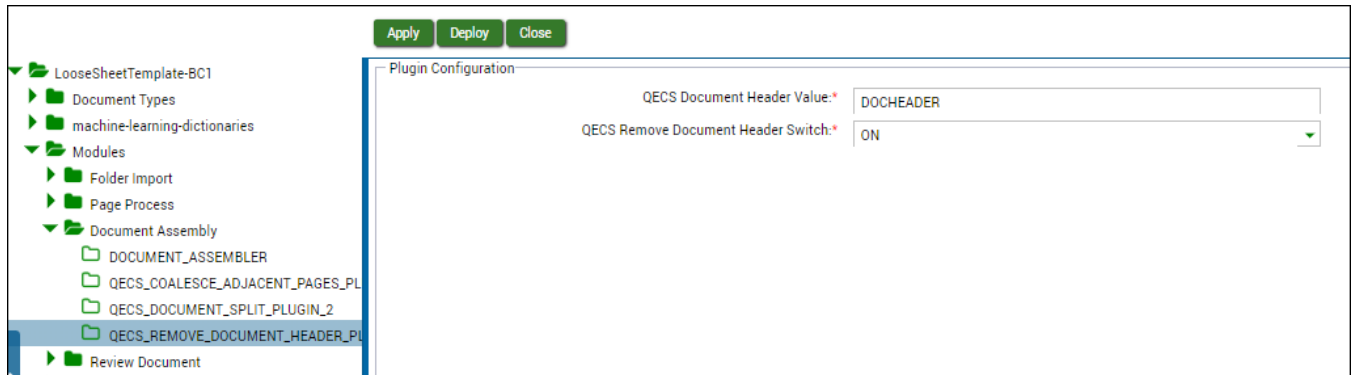 Apply Deploy Close
LooseSheetTemplate-BC1
Document Types
machine-learning-dictionaries
Modules
Folder Import
Page Process
Document Assembly
DOCUMENT_ASSEMBLER
QECS_COALESCE_ADJACENT_PAGES_PL
QECS_DOCUMENT_SPLIT_PLUGIN_2
QECS_REMOVE_DOCUMENT_HEADER_PL
Review Document
Plugin Configuration
QECS Document Header Value:* DOCHEADER
QECS Remove Document Header Switch:* ON